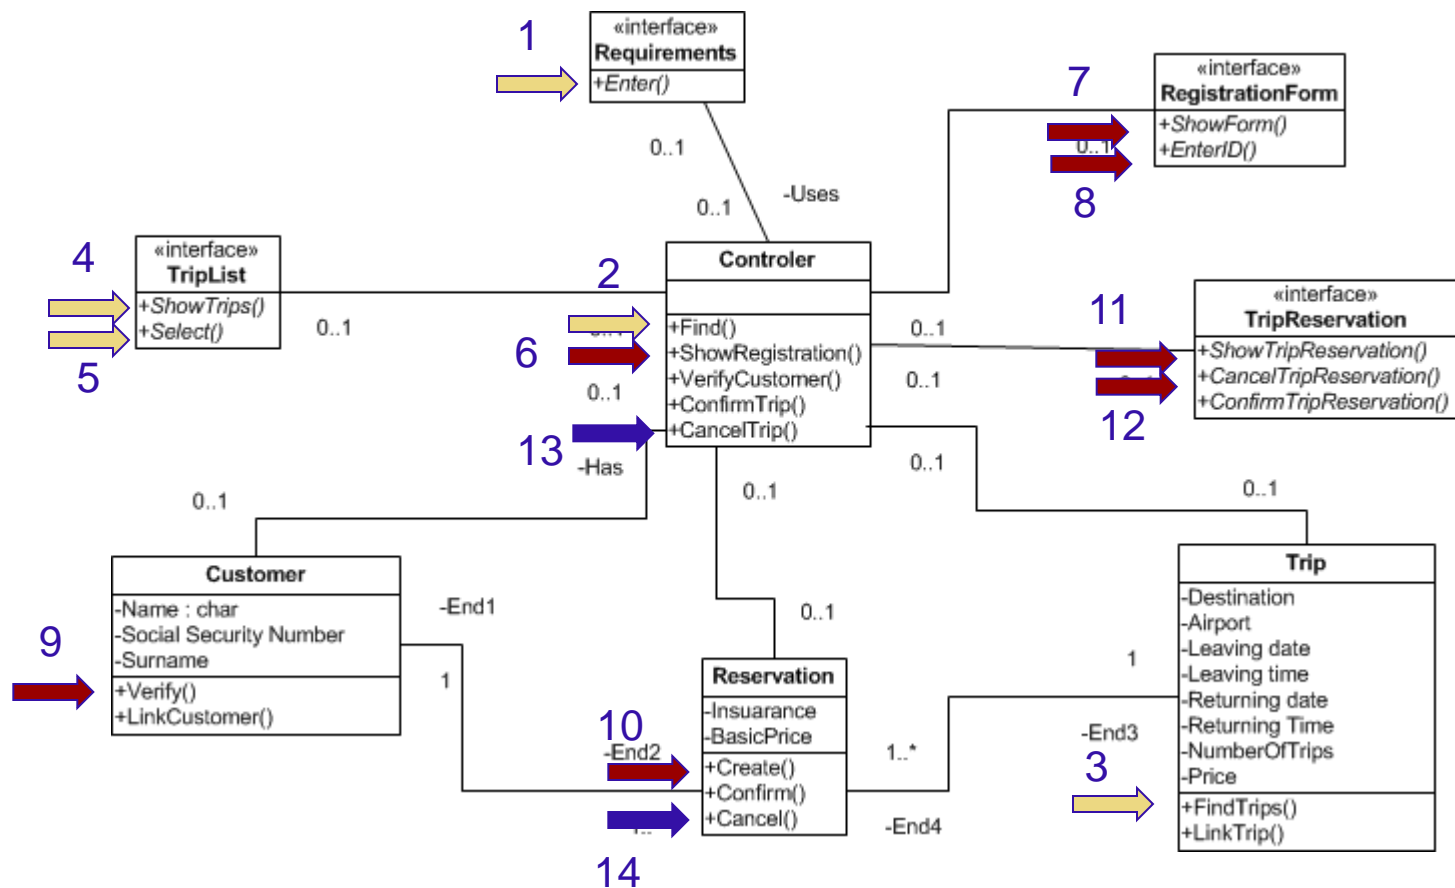 1
«interface»
Requirements
+Enter()
0..1
0..1
-Uses
7
«interface»
RegistrationForm
+ShowForm()
+EnterID()
0..1
8
4
«interface»
TripList
+ShowTrips()
+Select()
5
0..1
2
6
Controler
+Find()
+ShowRegistration()
+VerifyCustomer()
+ConfirmTrip()
+CancelTrip()
0..1
13
-Has
0..1
0..1
0..1
0..1
0..1
11
«interface»
TripReservation
+ShowTripReservation()
+CancelTripReservation()
+ConfirmTripReservation()
12
0..1
9
Customer
-Name : char
-Social Security Number
-Surname
+Verify()
+LinkCustomer()
-End1
1
0..1
10
-End2
Reservation
-Insuarance
-BasicPrice
+Create()
+Confirm()
+Cancel()
14
1..*
-End4
1
-End3
3
Trip
-Destination
-Airport
-Leaving date
-Leaving time
-Returning date
-Returning Time
-NumberOfTrips
-Price
+FindTrips()
+LinkTrip()